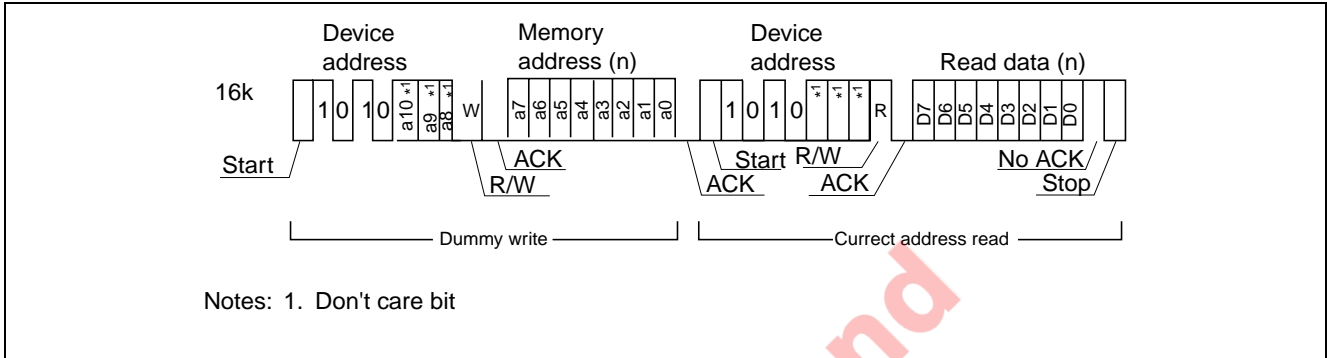 Device address
Memory address (n)
Device address
Read data (n)
16k
1 0 1 0 a10 *1 a9 *1 a8 *1 W a7 a6 a5 a4 a3 a2 a1 a0 1 0 1 0 *1 *1 *1 R D7 D6 D5 D4 D3 D2 D1 D0
Start
ACK
R/W
ACK
Start
R/W
ACK
No ACK
Stop
Dummy write
Currect address read
Notes: 1. Don't care bit